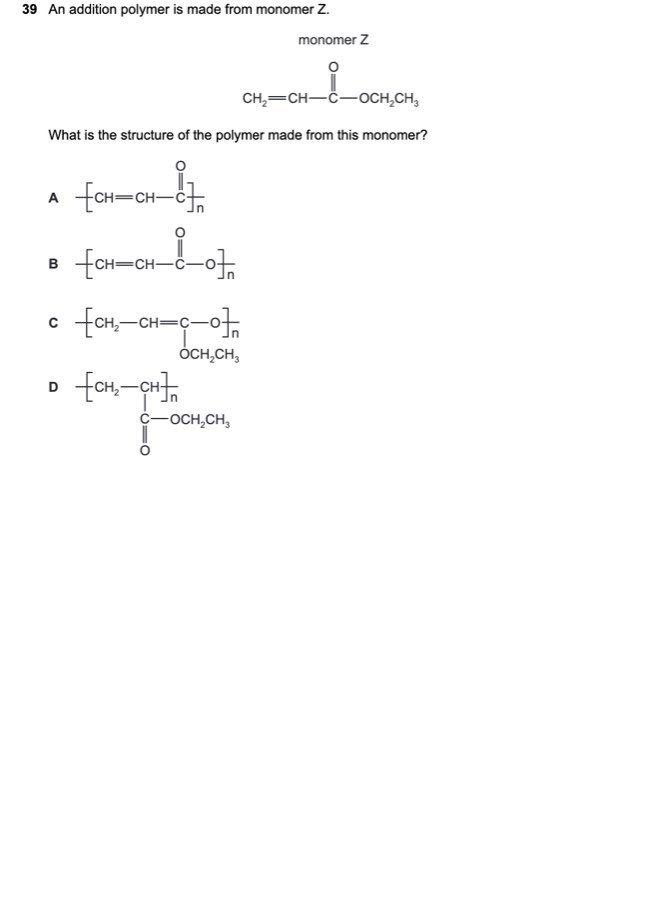 39 An addition polymer is made from monomer Z.
monomer Z
O
CH₂=CH—C—OCH₂CH₃
What is the structure of the polymer made from this monomer?
O
A [CH=CH—C]n
O
B [CH=CH—C—O]n
C [CH₂—CH=C—O]n
OCH₂CH₃
D [CH₂—CH]n
C—OCH₂CH₃
O